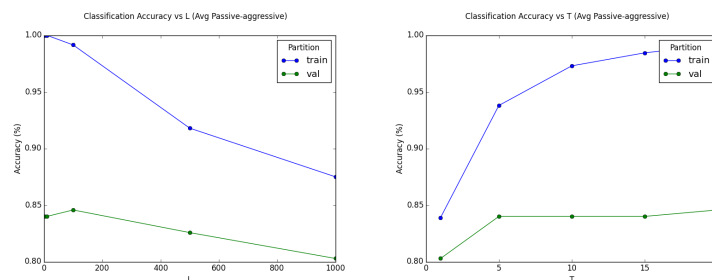 Classification Accuracy vs L (Avg Passive-aggressive)
Accuracy (%)
1.00
0.95
0.90
0.85
0.80
0
200
400
600
800
1000
L
Partition
train
val
Classification Accuracy vs T (Avg Passive-aggressive)
Accuracy (%)
1.00
0.95
0.90
0.85
0.80
0
5
10
15
T
Partition
train
val